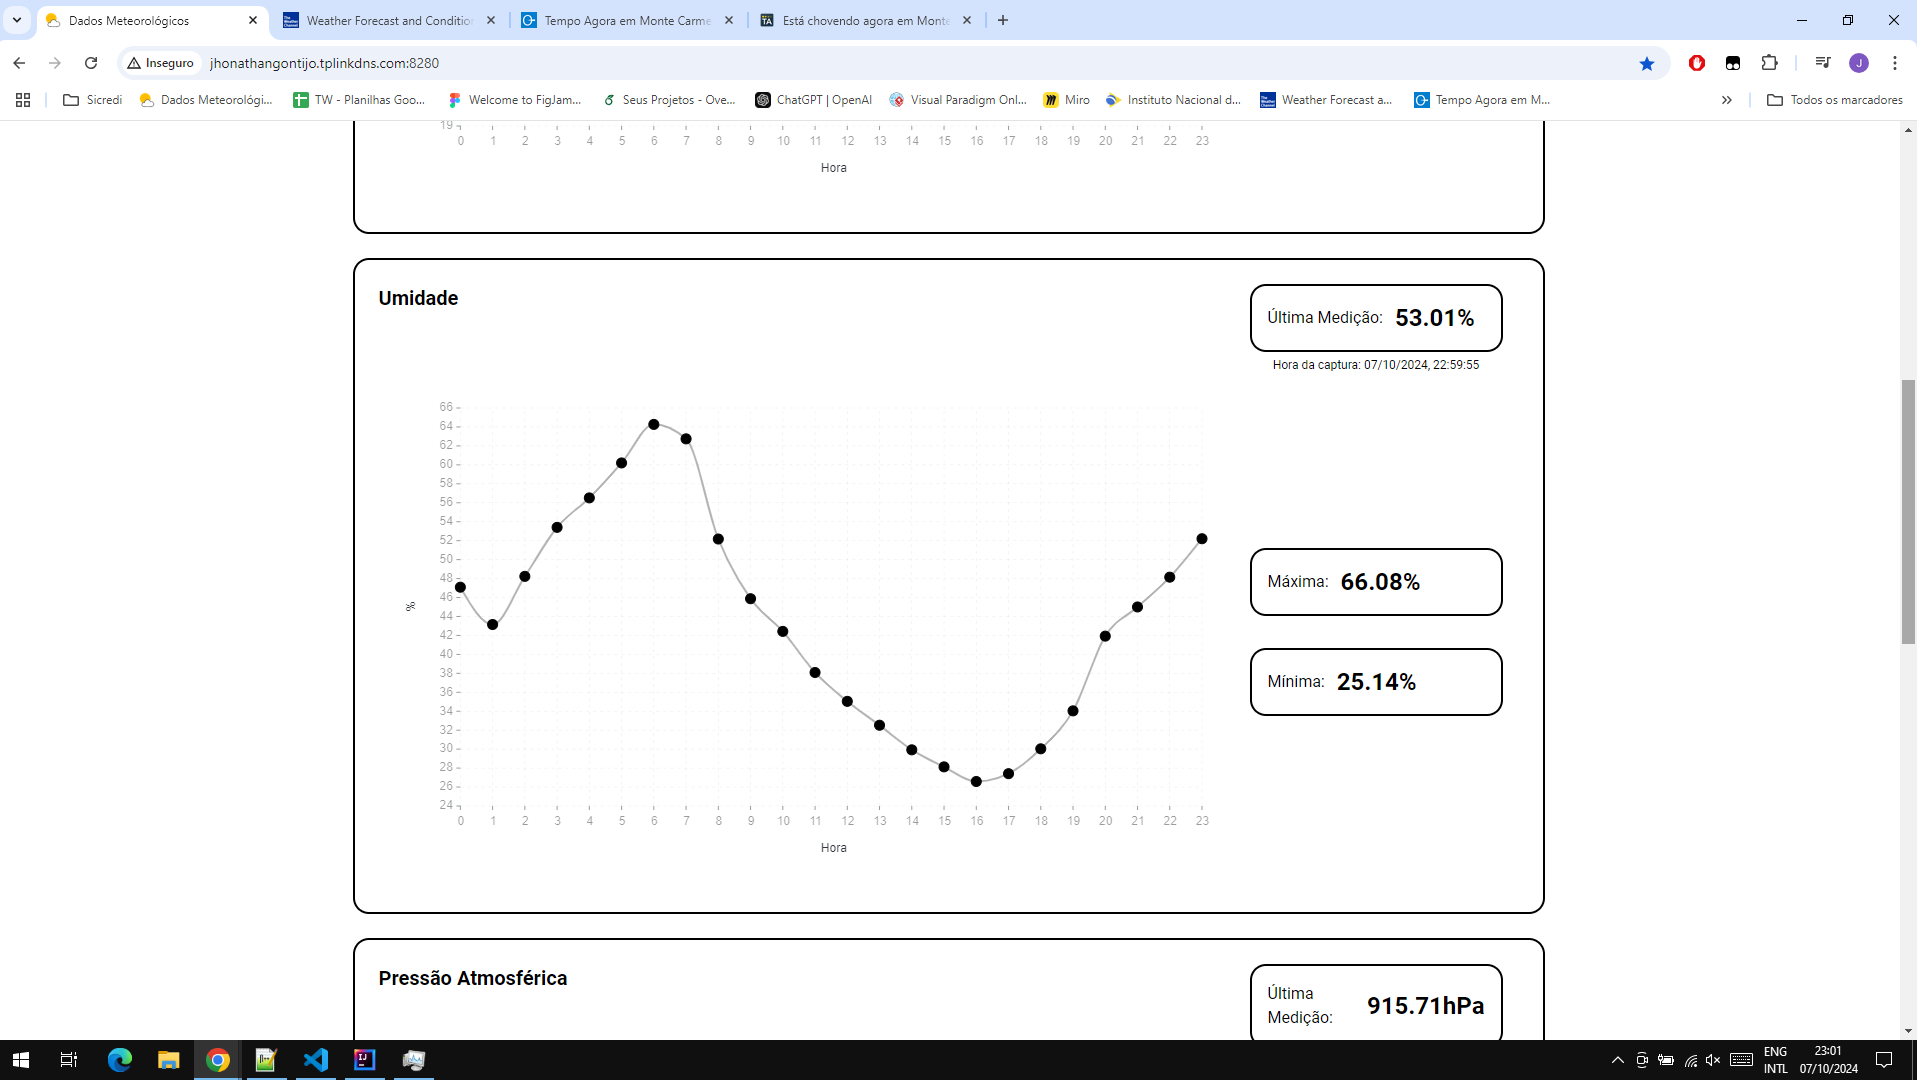 Dados Meteorológicos
Weather Forecast and Conditio
Tempo Agora em Monte Carme
Está chovendo agora em Monte
Inseguro
jhonathangontijo.tplinkdns.com:8280
Sicredi
Dados Meteorológi...
TW - Planilhas Goo...
Welcome to FigJam...
Seus Projetos - Ove...
ChatGPT | OpenAI
Visual Paradigm Onl...
Miro
Instituto Nacional d...
Weather Forecast a...
Tempo Agora em M...
Todos os marcadores
19
0 1 2 3 4 5 6 7 8 9 10 11 12 13 14 15 16 17 18 19 20 21 22 23
Hora
Umidade
Última Medição: 53.01%
Hora da captura: 07/10/2024, 22:59:55
66
64
62
60
58
56
54
52
50
48
46
44
42
40
38
36
34
32
30
28
26
24
%
0 1 2 3 4 5 6 7 8 9 10 11 12 13 14 15 16 17 18 19 20 21 22 23
Hora
Máxima: 66.08%
Mínima: 25.14%
Pressão Atmosférica
Última
Medição:
915.71hPa
ENG
INTL
23:01
07/10/2024